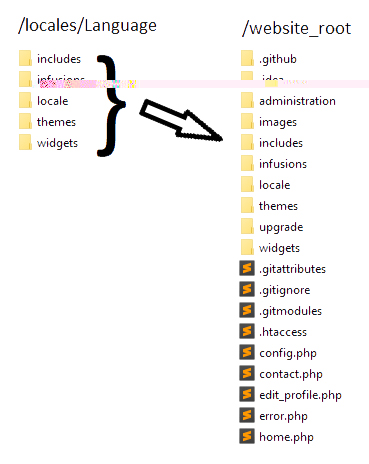 /locales/Language
includes
infusions
locale
themes
widgets
/website_root
.github
.idea
administration
images
includes
infusions
locale
themes
upgrade
widgets
.gitattributes
.gitignore
.gitmodules
.htaccess
config.php
contact.php
edit_profile.php
error.php
home.php